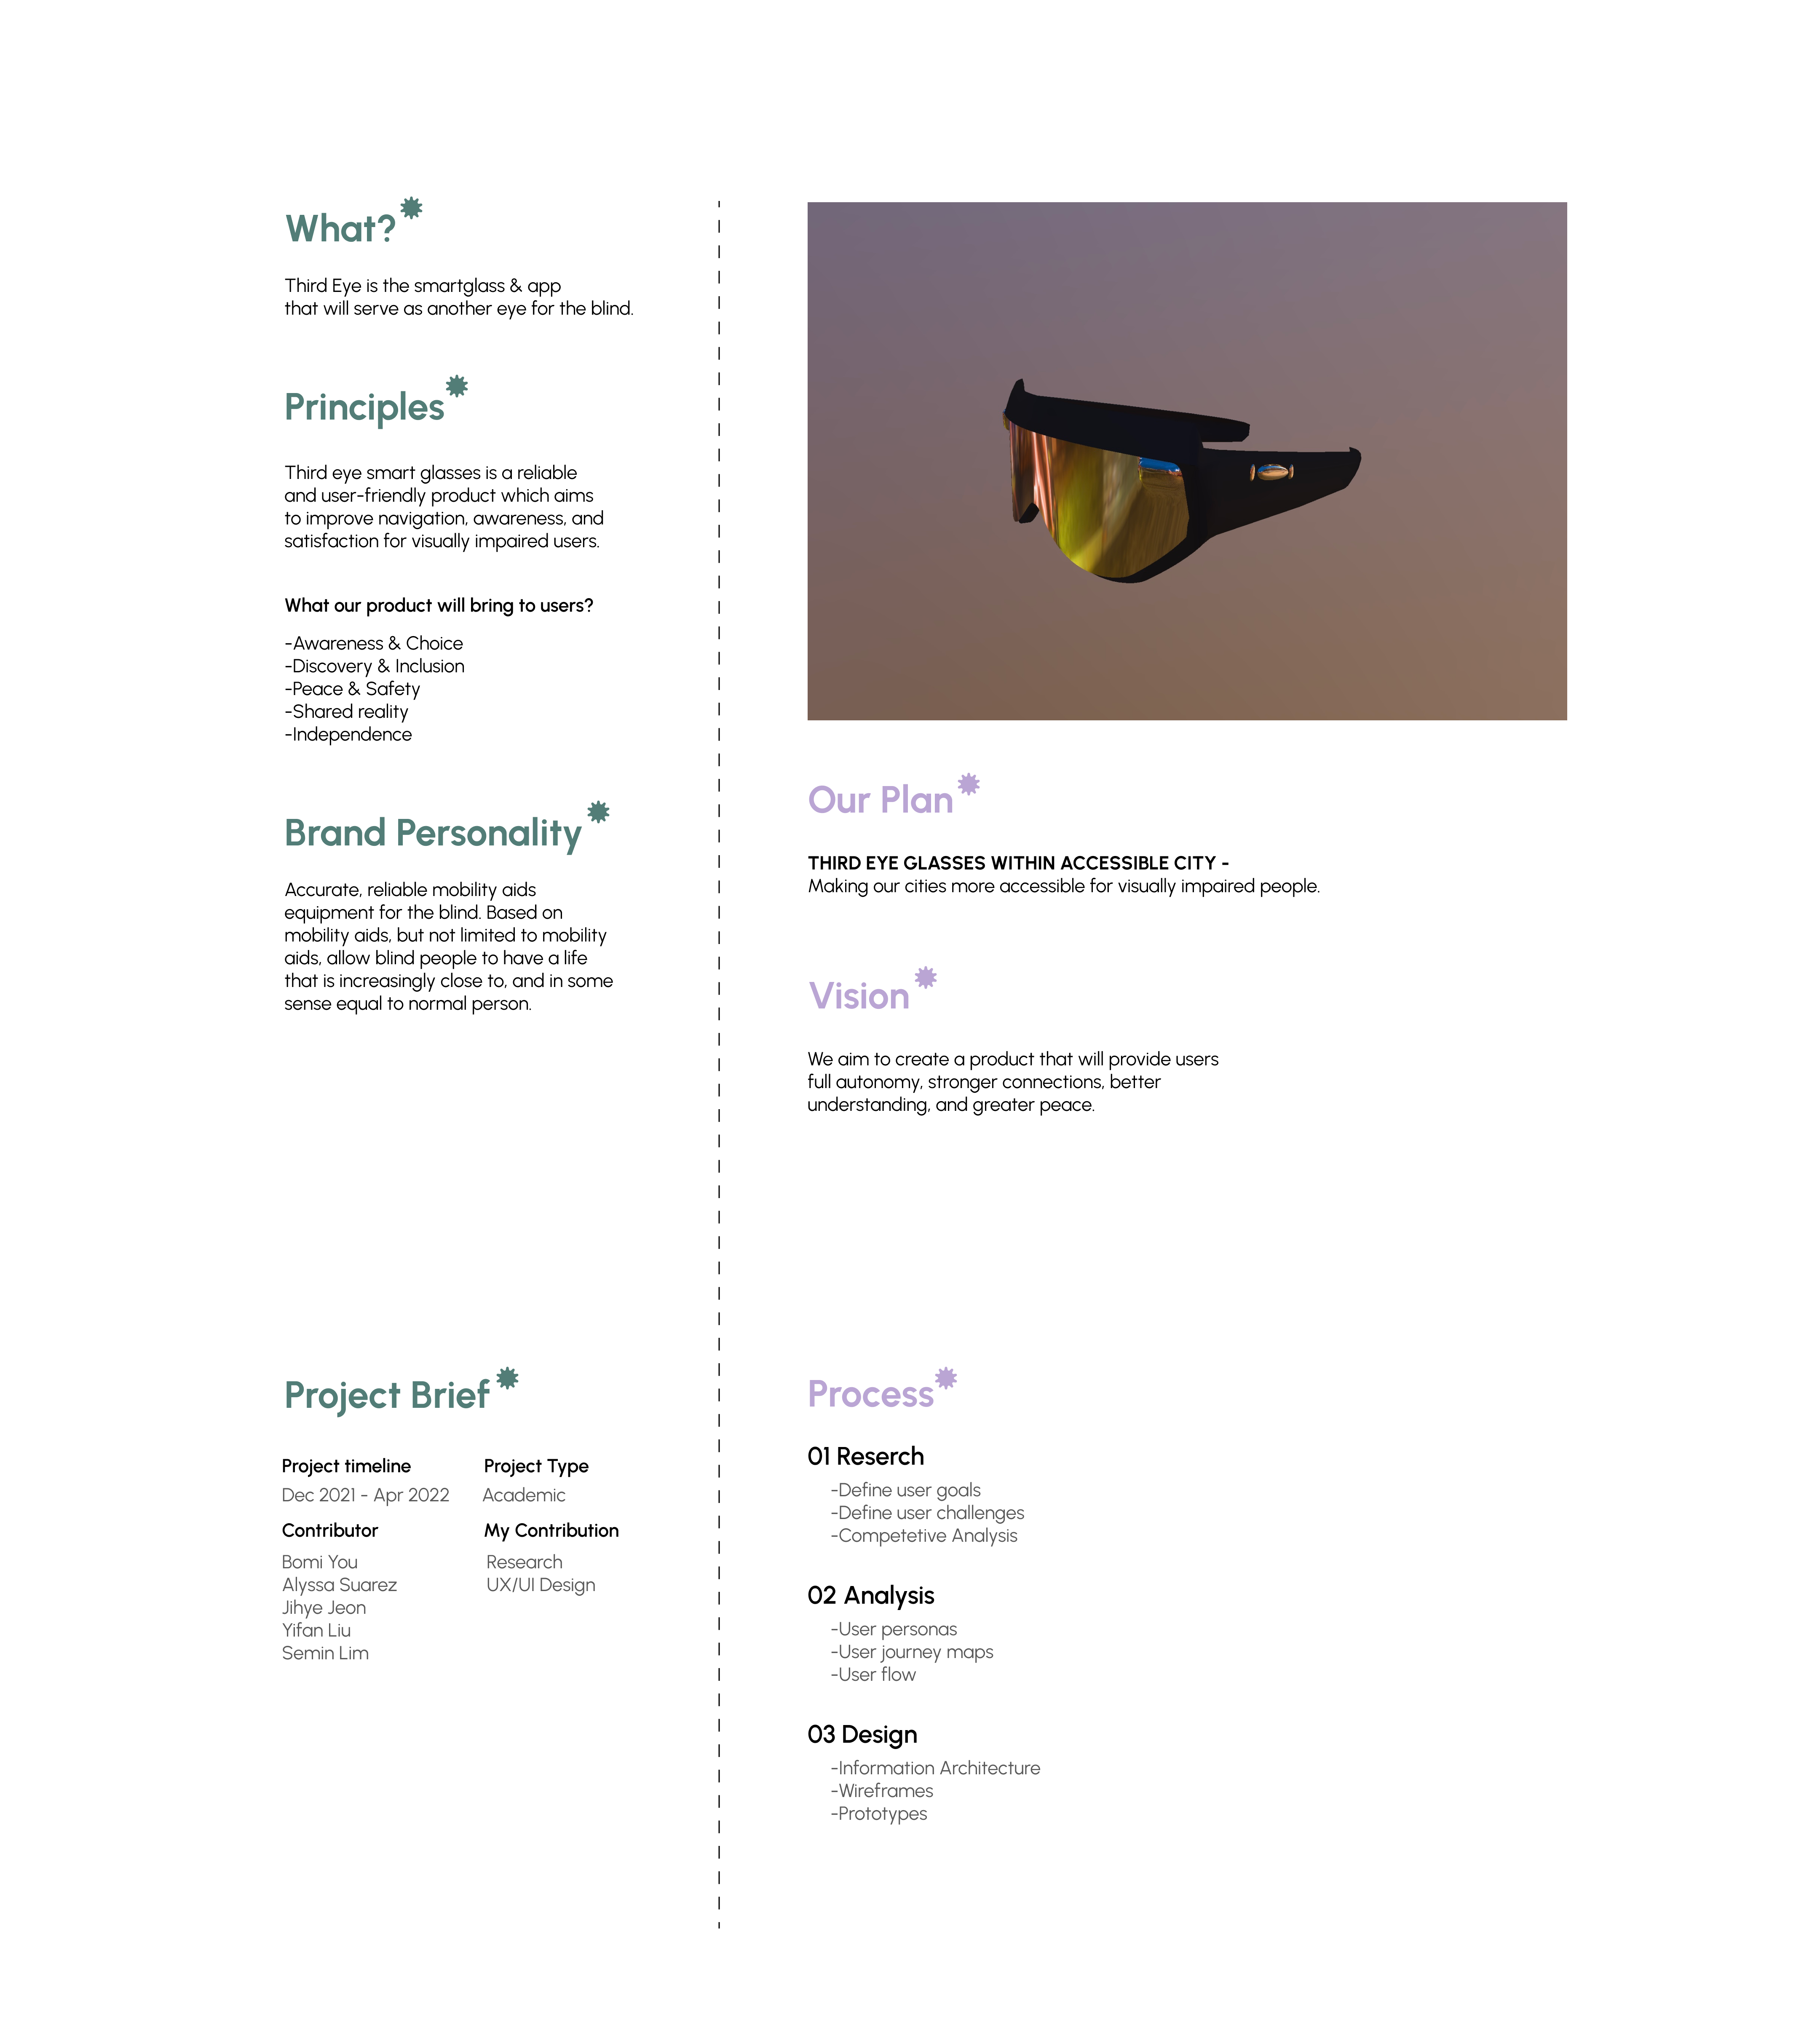 What?
Third Eye is the smartglass & app
that will serve as another eye for the blind.
Principles
Third eye smart glasses is a reliable
and user-friendly product which aims
to improve navigation, awareness, and
satisfaction for visually impaired users.
What our product will bring to users?
-Awareness & Choice
-Discovery & Inclusion
-Peace & Safety
-Shared reality
-Independence
Brand Personality
Accurate, reliable mobility aids
equipment for the blind. Based on
mobility aids, but not limited to mobility
aids, allow blind people to have a life
that is increasingly close to, and in some
sense equal to normal person.
Our Plan
THIRD EYE GLASSES WITHIN ACCESSIBLE CITY -
Making our cities more accessible for visually impaired people.
Vision
We aim to create a product that will provide users
full autonomy, stronger connections, better
understanding, and greater peace.
Project Brief
Project timeline
Dec 2021 - Apr 2022
Project Type
Academic
Contributor
Bomi You
Alyssa Suarez
Jihye Jeon
Yifan Liu
Semin Lim
My Contribution
Research
UX/UI Design
Process
01 Reserch
-Define user goals
-Define user challenges
-Competetive Analysis
02 Analysis
-User personas
-User journey maps
-User flow
03 Design
-Information Architecture
-Wireframes
-Prototypes